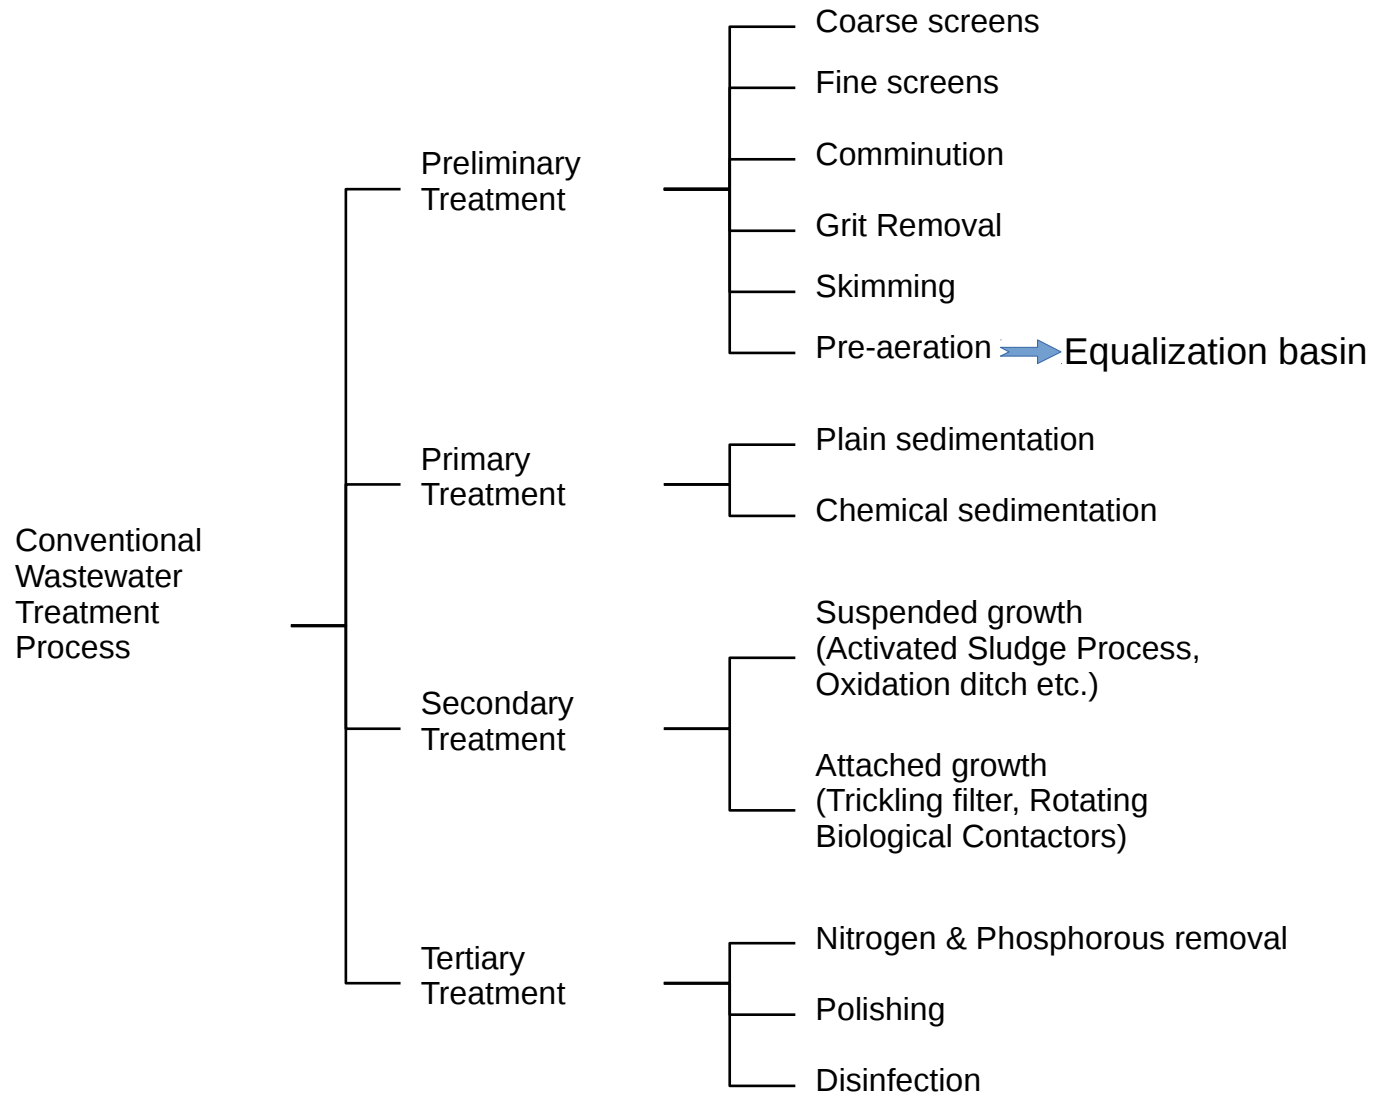 Conventional
Wastewater
Treatment
Process
Preliminary
Treatment
Coarse screens
Fine screens
Comminution
Grit Removal
Skimming
Pre-aeration
Equalization basin
Primary
Treatment
Plain sedimentation
Chemical sedimentation
Secondary
Treatment
Suspended growth
(Activated Sludge Process,
Oxidation ditch etc.)
Attached growth
(Trickling filter, Rotating
Biological Contactors)
Tertiary
Treatment
Nitrogen & Phosphorous removal
Polishing
Disinfection